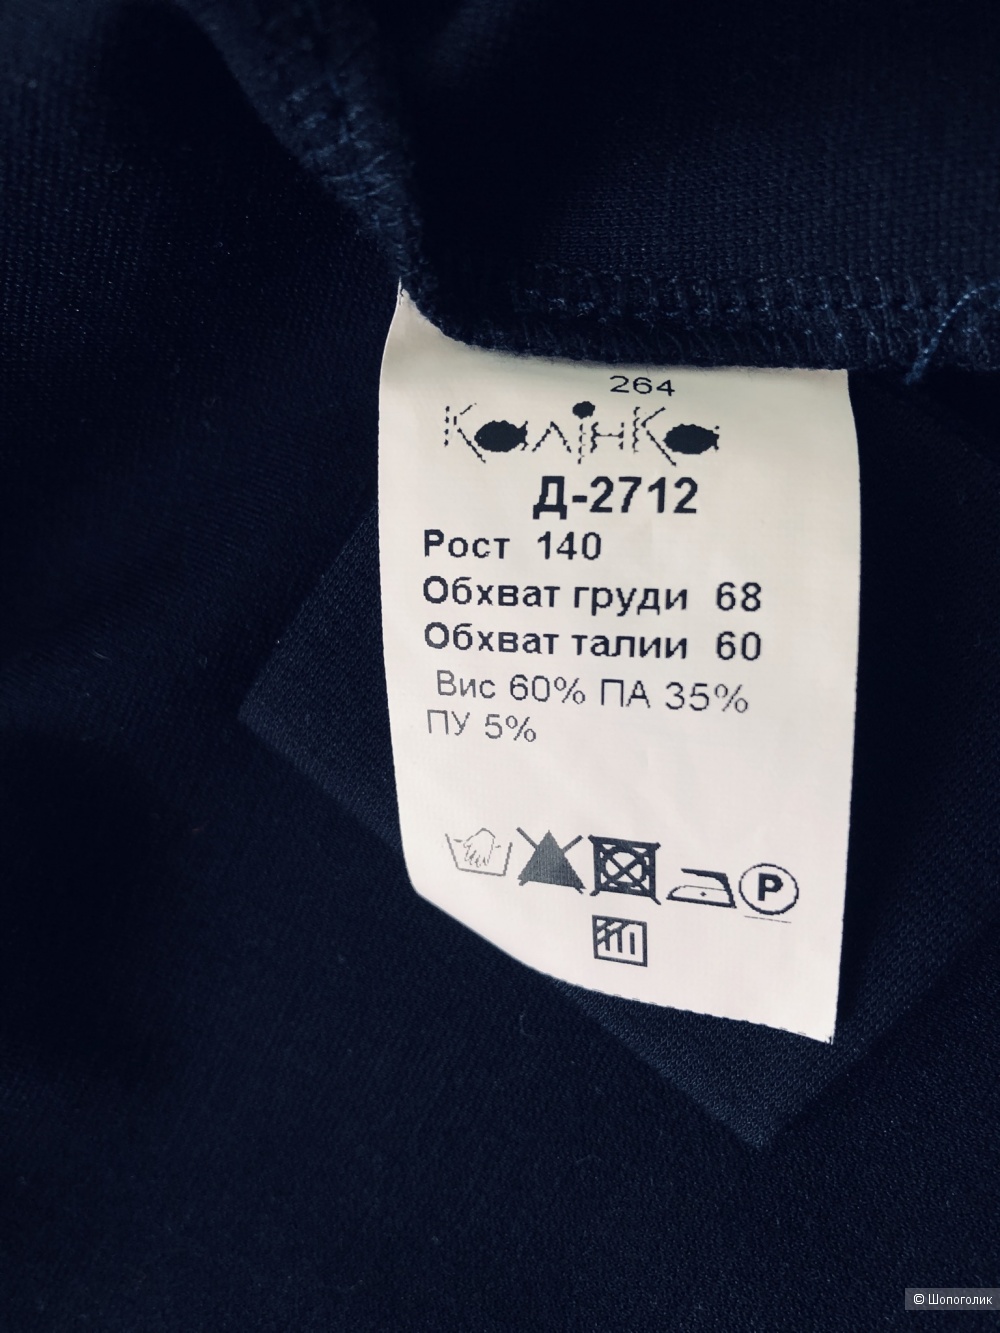 264
Калінка
Д-2712
Рост 140
Обхват груди 68
Обхват талии 60
Вис 60% ПА 35%
ПУ 5%
P
© Шопоголик